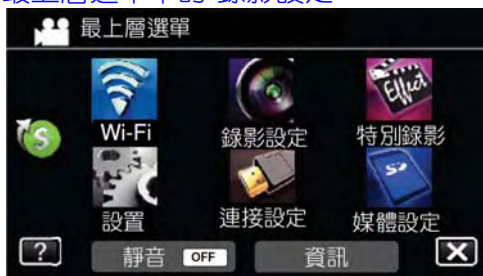 最上層選單
Wi-Fi 錄影設定 特別錄影
Effect
S
SD
設置 連接設定 媒體設定
? 靜音 OFF 資訊 X